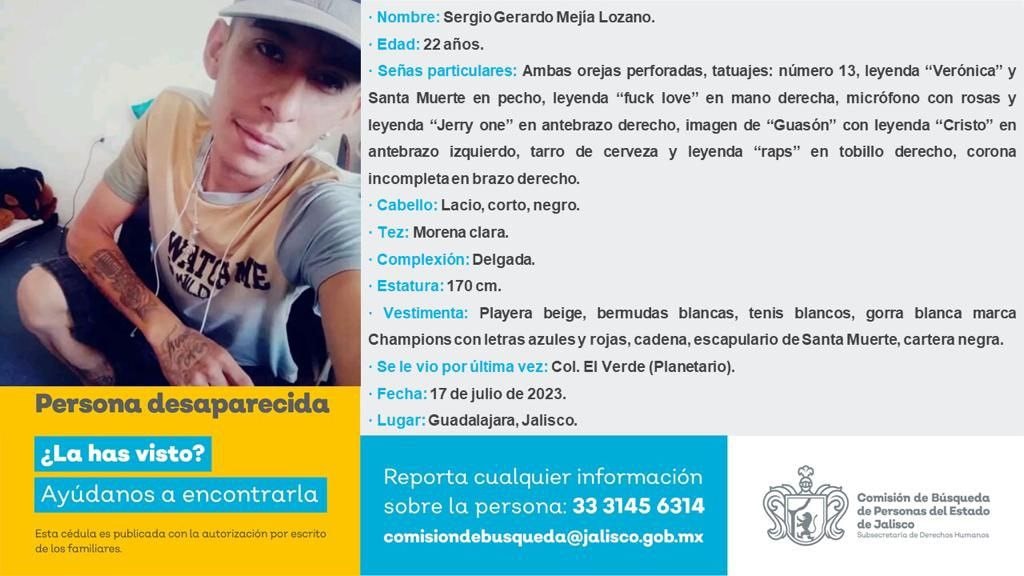 · Nombre: Sergio Gerardo Mejía Lozano.
· Edad: 22 años.
· Señas particulares: Ambas orejas perforadas, tatuajes: número 13, leyenda “Verónica” y
Santa Muerte en pecho, leyenda “fuck love” en mano derecha, micrófono con rosas y
leyenda “Jerry one” en antebrazo derecho, imagen de “Guasón” con leyenda “Cristo” en
antebrazo izquierdo, tarro de cerveza y leyenda “raps” en tobillo derecho, corona
incompleta en brazo derecho.
· Cabello: Lacio, corto, negro.
· Tez: Morena clara.
· Complexión: Delgada.
· Estatura: 170 cm.
· Vestimenta: Playera beige, bermudas blancas, tenis blancos, gorra blanca marca
Champions con letras azules y rojas, cadena, escapulario de Santa Muerte, cartera negra.
· Se le vio por última vez: Col. El Verde (Planetario).
· Fecha: 17 de julio de 2023.
· Lugar: Guadalajara, Jalisco.
WATCH ME
WILD
Persona desaparecida
¿La has visto?
Ayúdanos a encontrarla
Esta cédula es publicada con la autorización por escrito
de los familiares.
Reporta cualquier información
sobre la persona: 33 3145 6314
comisiondebusqueda@jalisco.gob.mx
Comisión de Búsqueda
de Personas del Estado
de Jalisco
Subsecretaría de Derechos Humanos